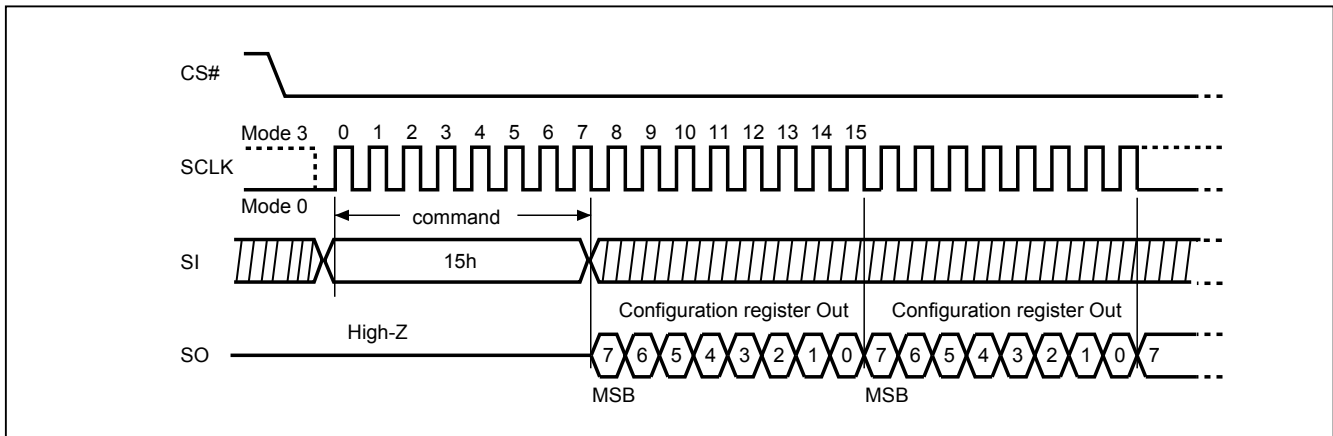 CS#
Mode 3
0 1 2 3 4 5 6 7 8 9 10 11 12 13 14 15
SCLK
Mode 0
command
SI
15h
Configuration register Out Configuration register Out
High-Z
SO
7 6 5 4 3 2 1 0 7 6 5 4 3 2 1 0 7
MSB MSB